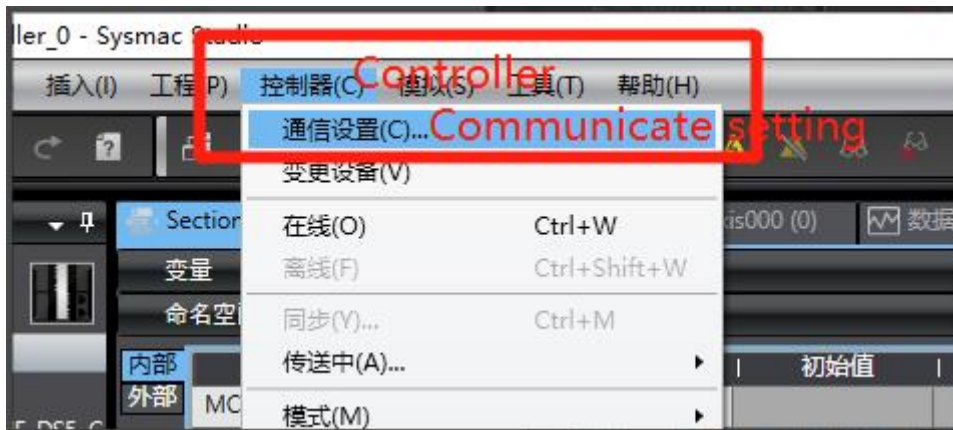 ller_0 - Sysmac Studio
插入(I) 工程(P) 控制器(C) 模拟(S) 工具(T) 帮助(H)
Controller
通信设置(C)...
Communicate setting
变更设备(V)
Section
在线(O) Ctrl+W
xis000 (0)
数据
变量
离线(F) Ctrl+Shift+W
命名空
同步(Y)... Ctrl+M
内部
传送中(A)...
初始值
外部
MC
模式(M)